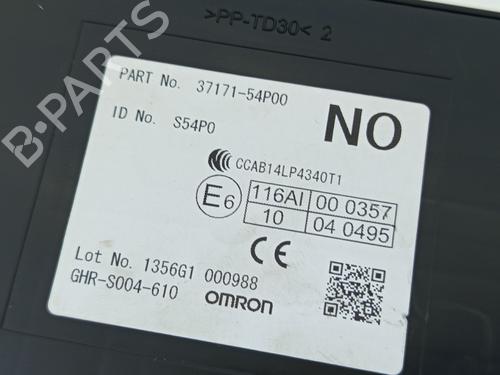 >PP-TD30< 2
PART No. 37171-54P00
ID No. S54P0
NO
CCAB14LP4340T1
E6
116AI 00 0357
10 04 0495
CE
Lot No. 1356G1 000988
GHR-S004-610 OMRON
B-PARTS